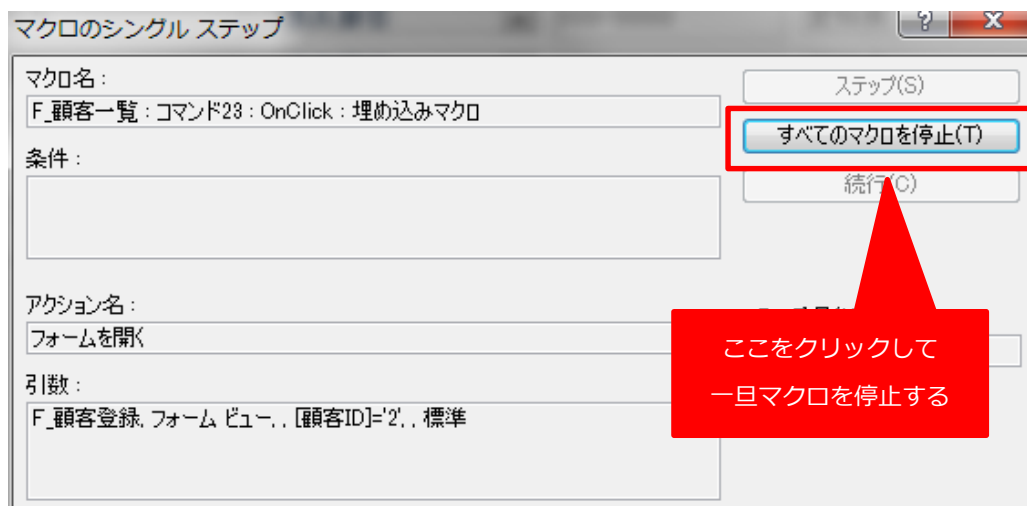 マクロのシングル ステップ
マクロ名:
F_顧客一覧 : コマンド23 : OnClick : 埋め込みマクロ
条件:
アクション名:
フォームを開く
引数:
F_顧客登録, フォーム ビュー, , [顧客ID]='2', , 標準
ステップ(S)
すべてのマクロを停止(T)
続行(C)
ここをクリックして
一旦マクロを停止する